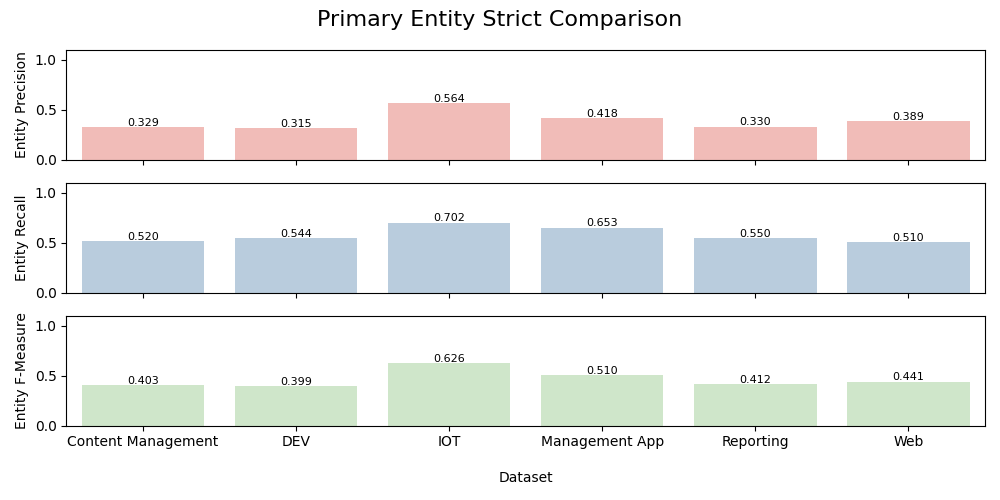 Primary Entity Strict Comparison
Entity Precision
1.0
0.5
0.0
0.329
0.315
0.564
0.418
0.330
0.389
Entity Recall
1.0
0.5
0.0
0.520
0.544
0.702
0.653
0.550
0.510
Entity F-Measure
1.0
0.5
0.0
0.403
0.399
0.626
0.510
0.412
0.441
Content Management
DEV
IOT
Management App
Reporting
Web
Dataset